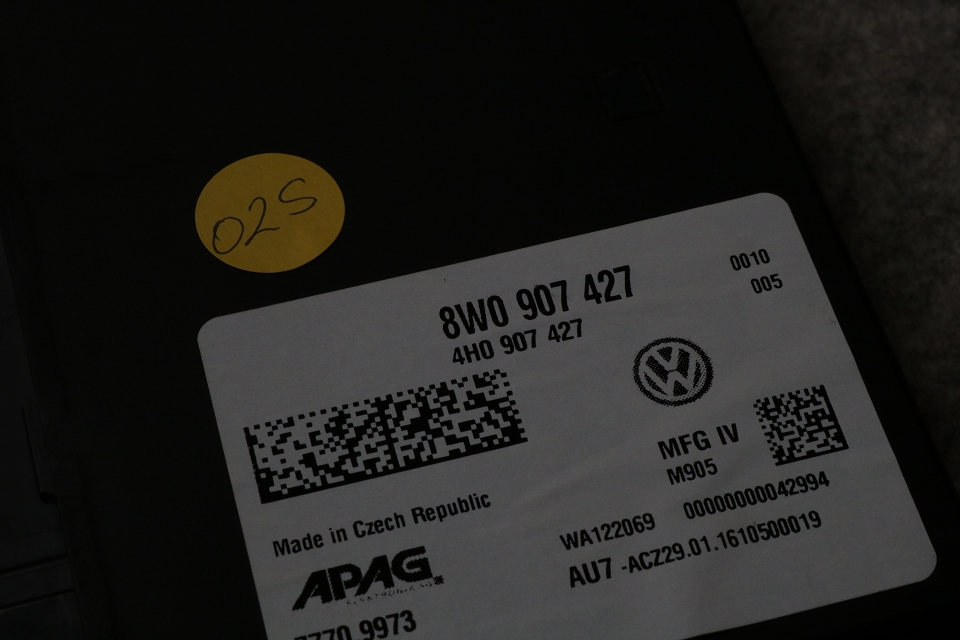 02S
8W0 907 427
4H0 907 427
0010
005
MFG IV
M905
Made in Czech Republic
WA122069 00000000042994
AU7 -ACZ29.01.1610500019
APAG
9973